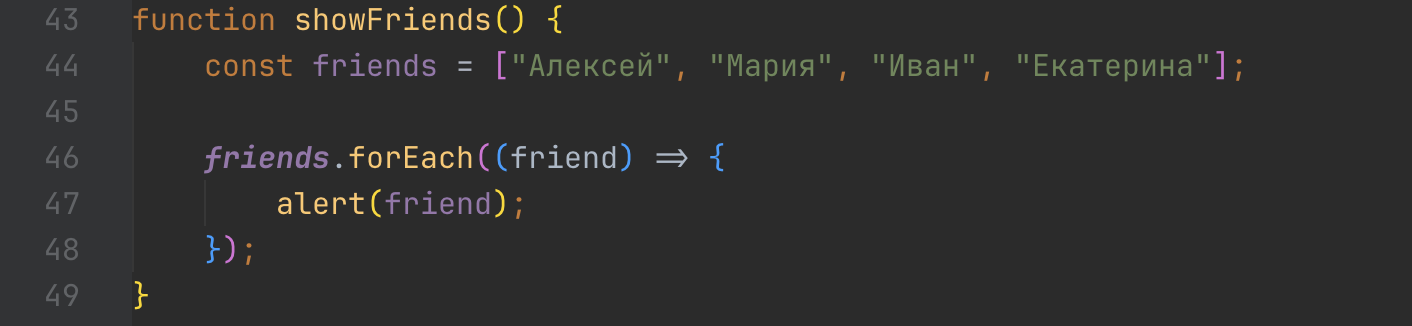 43 function showFriends() {
44     const friends = ["Алексей", "Мария", "Иван", "Екатерина"];
45
46     friends.forEach((friend) => {
47         alert(friend);
48     });
49 }